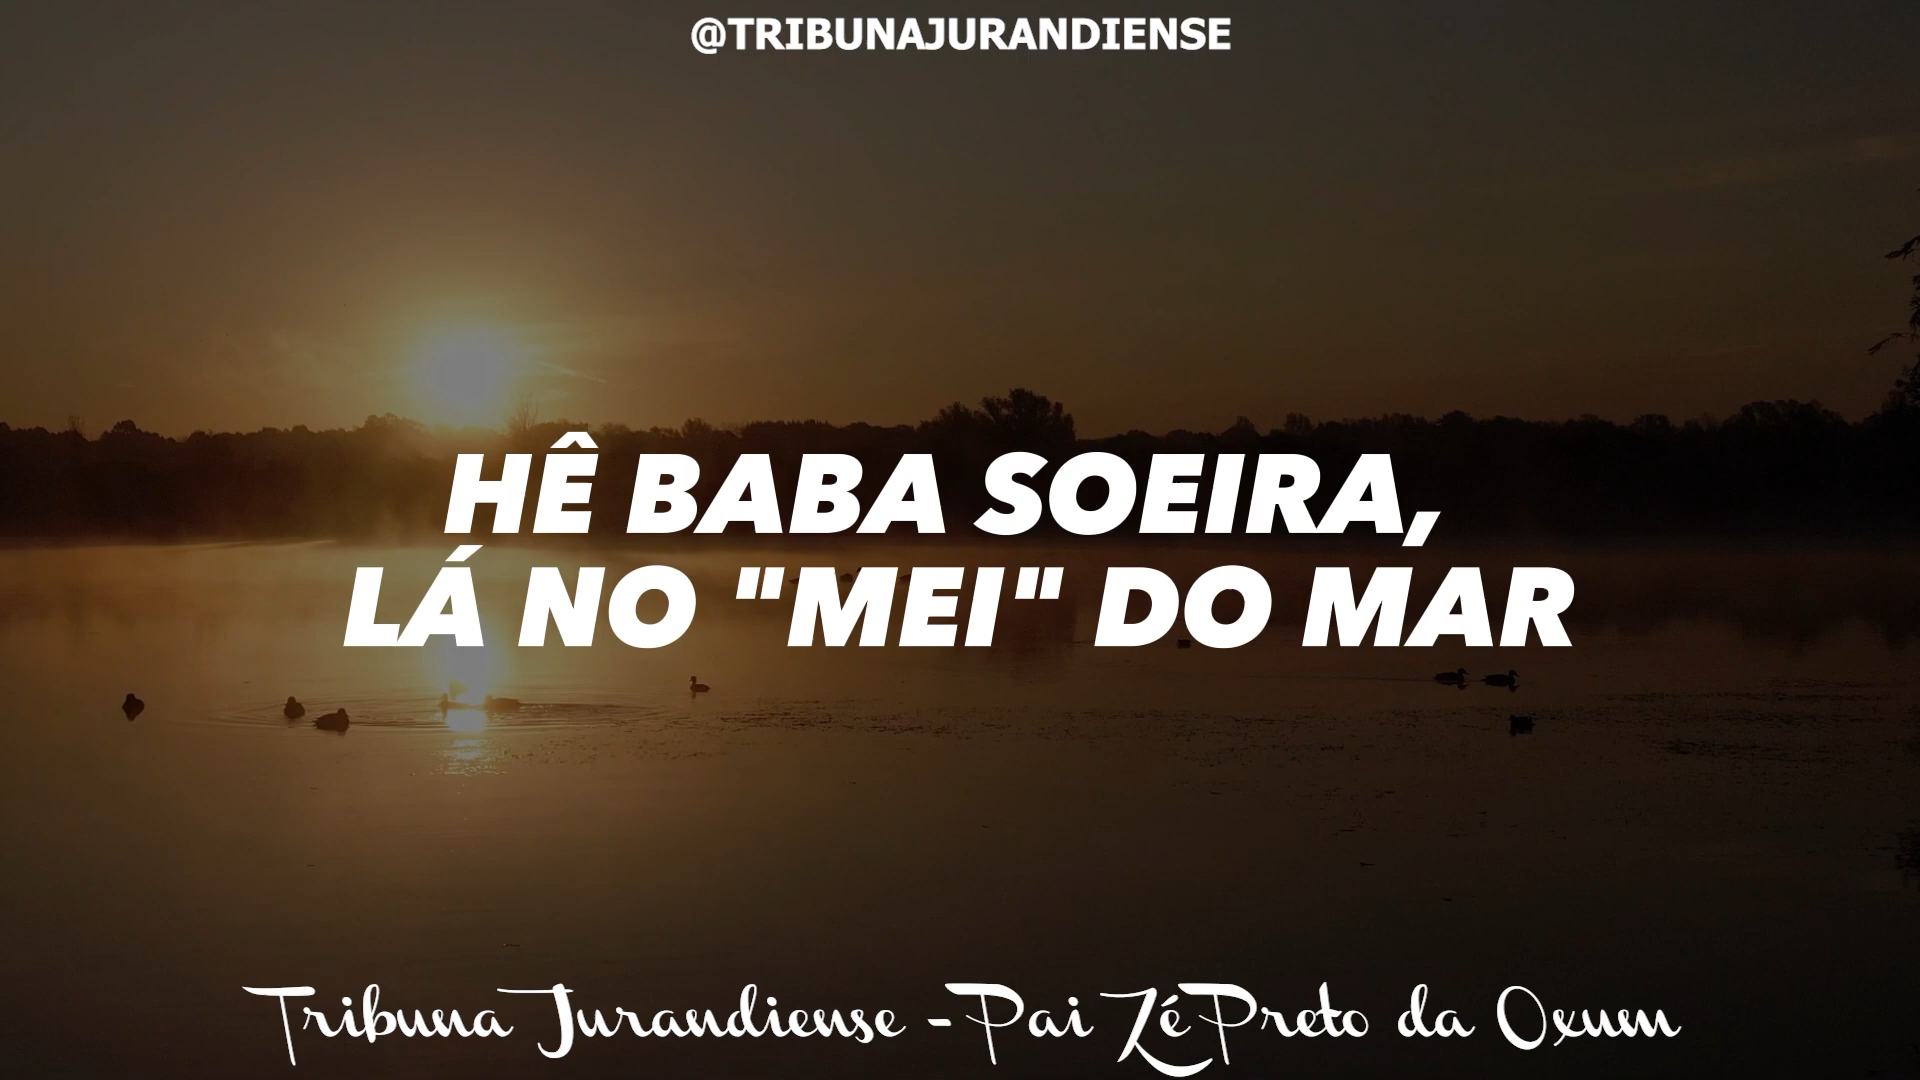 @TRIBUNAJURANDIENSE
HÊ BABA SOEIRA,
LÁ NO "MEI" DO MAR
Tribuna Jurandiense - Pai Zé Preto da Oxum